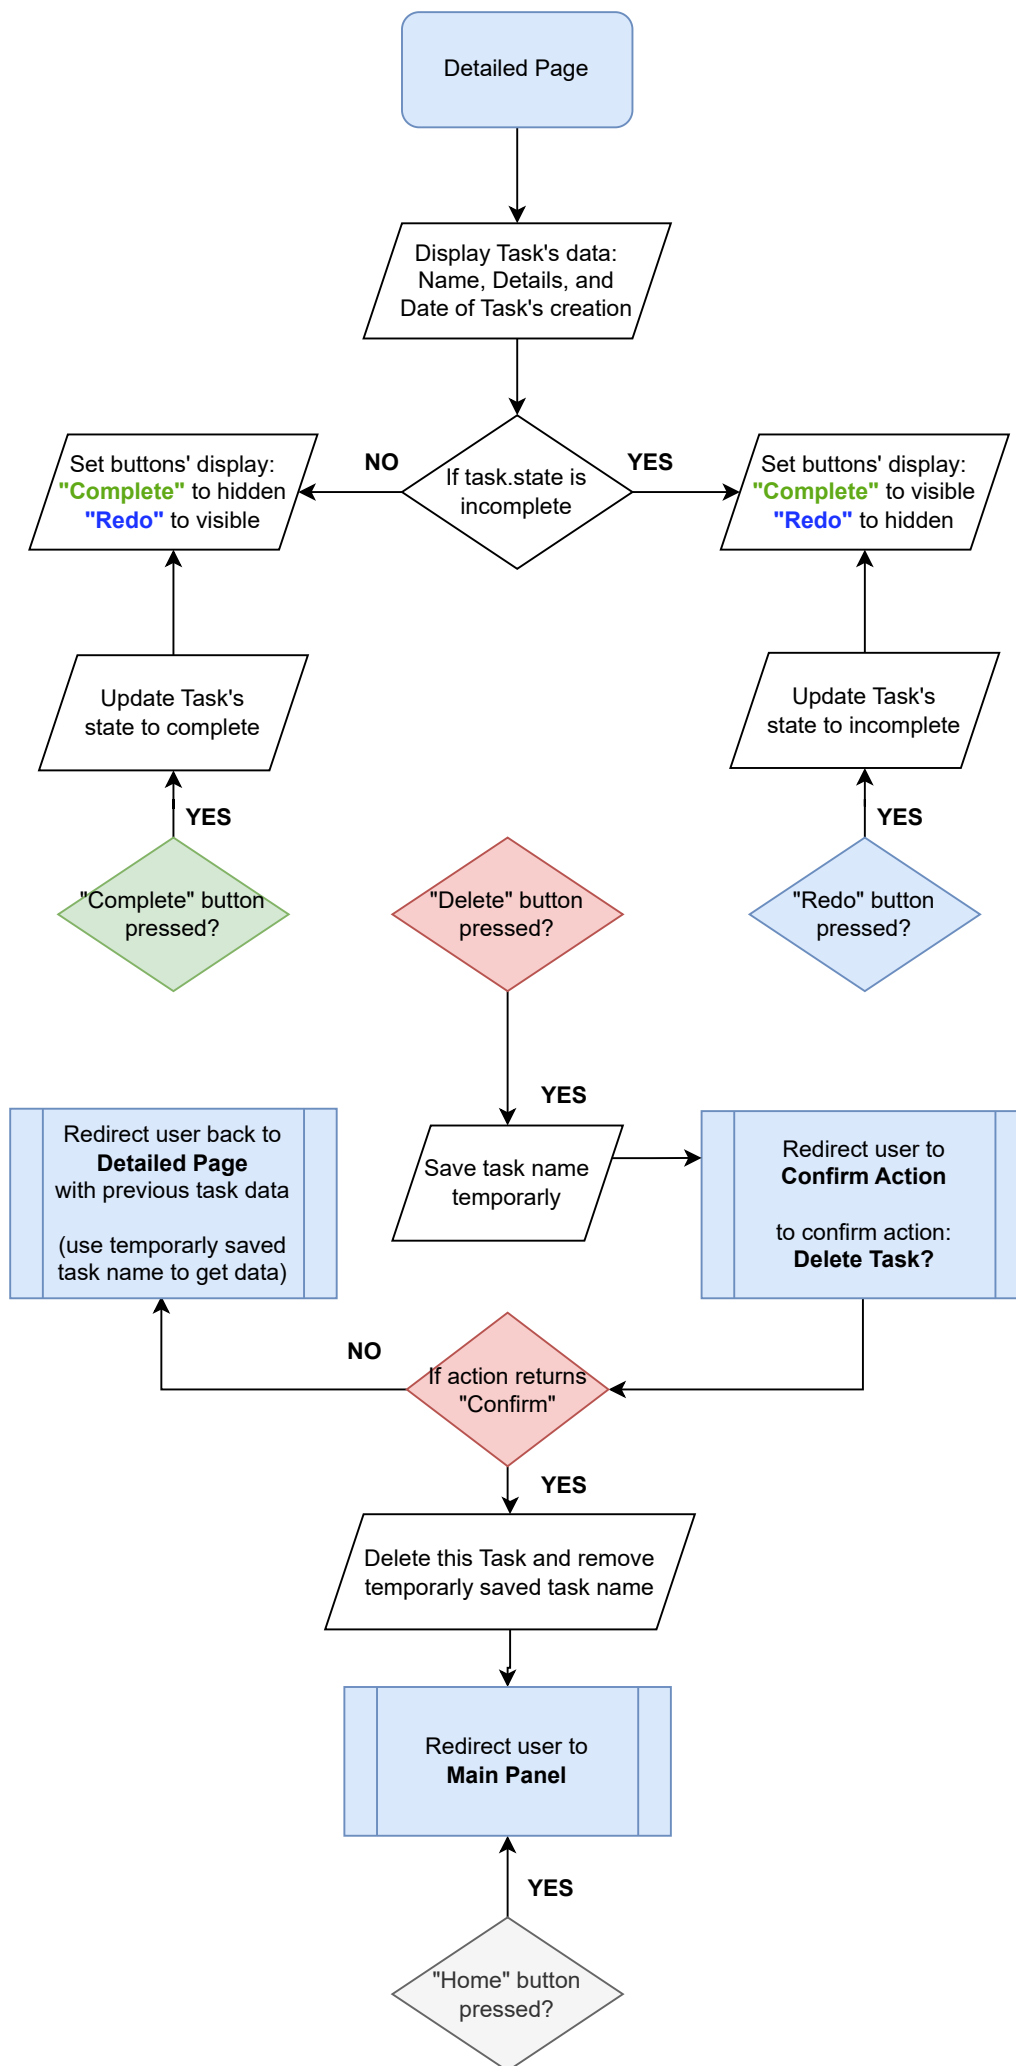 Detailed Page
Display Task's data:
Name, Details, and
Date of Task's creation
If task.state is
incomplete
NO
YES
Set buttons' display:
"Complete" to hidden
"Redo" to visible
Set buttons' display:
"Complete" to visible
"Redo" to hidden
Update Task's
state to complete
Update Task's
state to incomplete
YES
YES
"Complete" button
pressed?
"Delete" button
pressed?
"Redo" button
pressed?
YES
Redirect user back to
Detailed Page
with previous task data
(use temporarly saved
task name to get data)
Save task name
temporarly
Redirect user to
Confirm Action
to confirm action:
Delete Task?
NO
If action returns
"Confirm"
YES
Delete this Task and remove
temporarly saved task name
Redirect user to
Main Panel
YES
"Home" button
pressed?